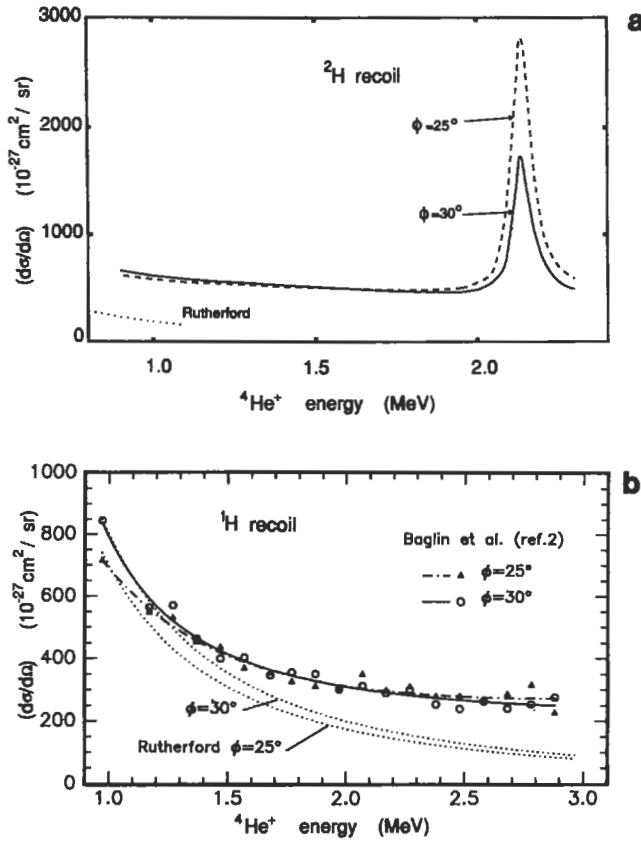 a
3000
2000
1000
0
(dσ/dΩ) (10⁻²⁷cm²/ sr)
²H recoil
ϕ=25°
ϕ=30°
Rutherford
1.0 1.5 2.0
⁴He⁺ energy (MeV)
b
1000
800
600
400
200
0
(dσ/dΩ) (10⁻²⁷cm²/ sr)
¹H recoil
Baglin et al. (ref.2)
ϕ=25°
ϕ=30°
ϕ=30°
Rutherford ϕ=25°
1.0 1.5 2.0 2.5 3.0
⁴He⁺ energy (MeV)